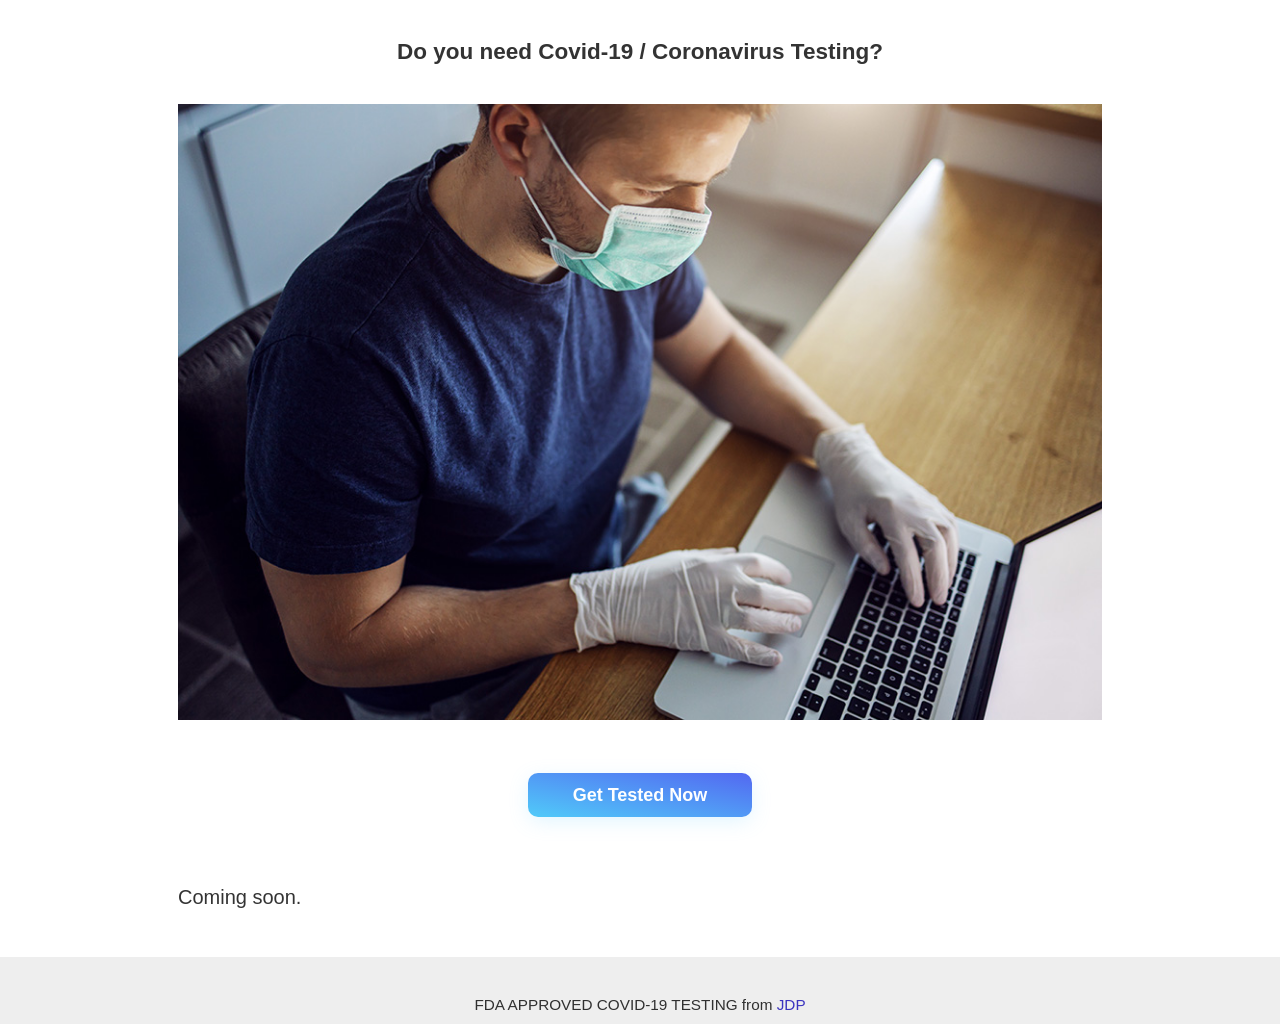 Do you need Covid-19 / Coronavirus Testing?
Get Tested Now
Coming soon.
FDA APPROVED COVID-19 TESTING from JDP